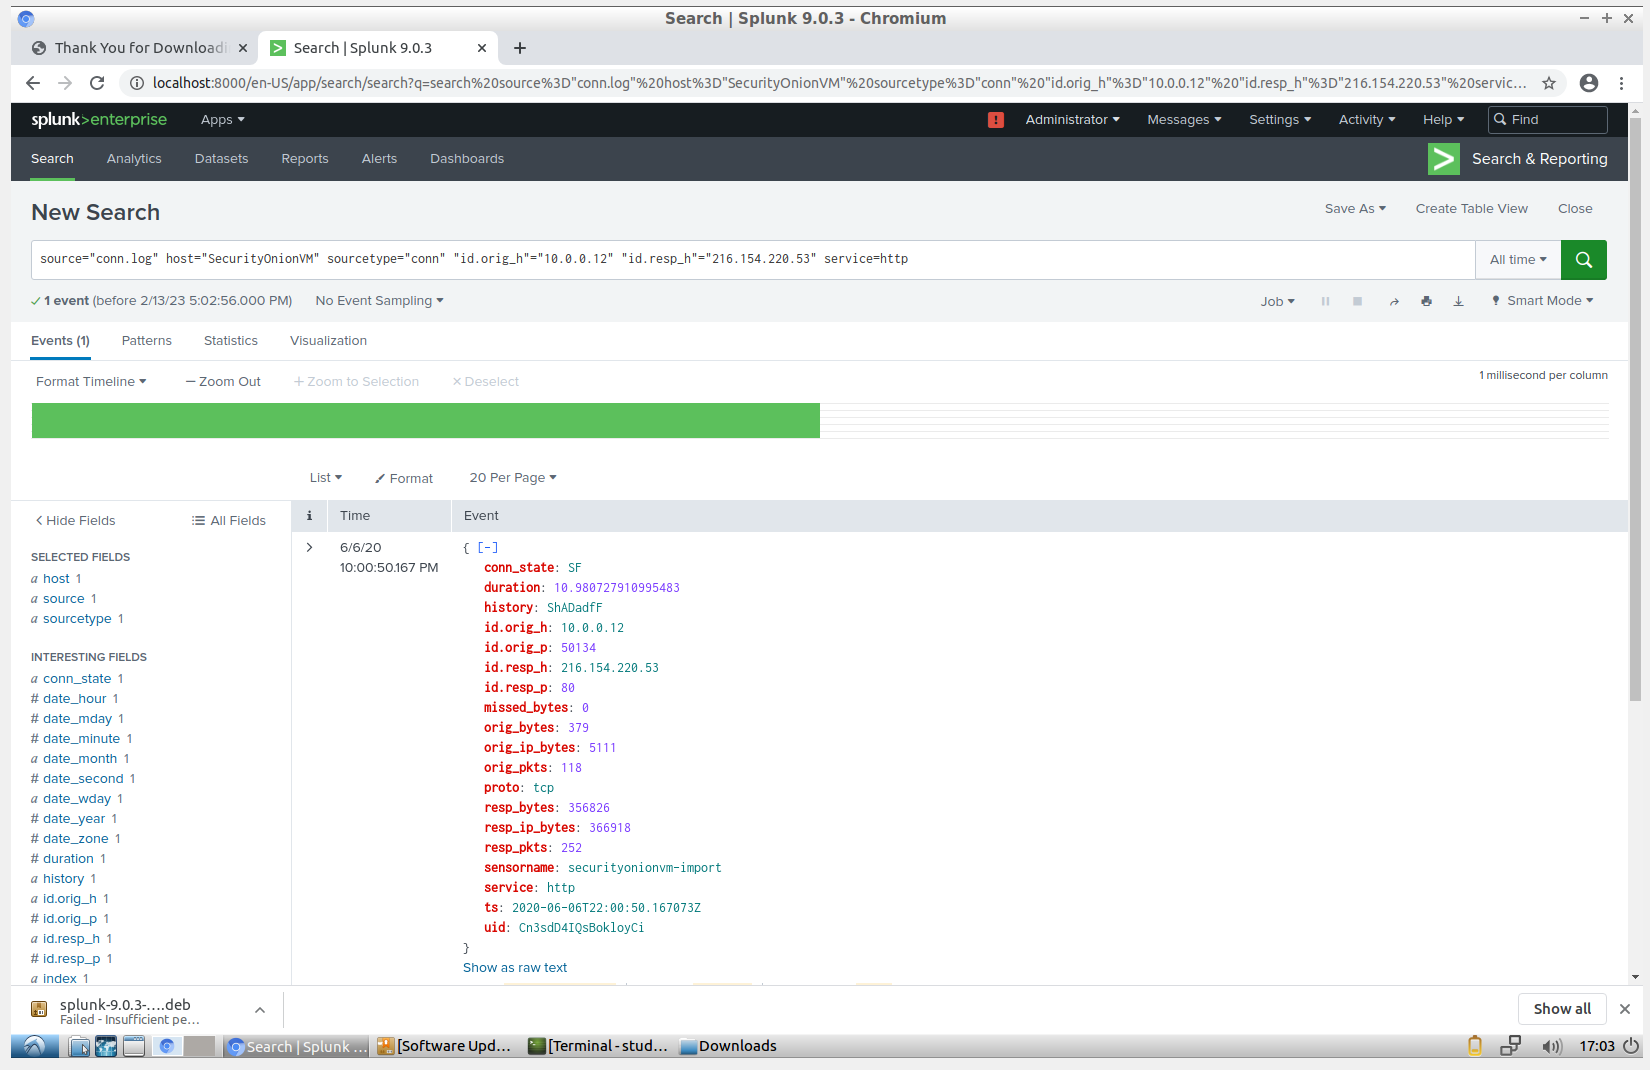 Search | Splunk 9.0.3 - Chromium
Thank You for Downloadi
Search | Splunk 9.0.3
localhost:8000/en-US/app/search/search?q=search%20source%3D"conn.log"%20host%3D"SecurityOnionVM"%20sourcetype%3D"conn"%20"id.orig_h"%3D"10.0.0.12"%20"id.resp_h"%3D"216.154.220.53"%20servic...
splunk>enterprise
Apps
Administrator
Messages
Settings
Activity
Help
Find
Search
Analytics
Datasets
Reports
Alerts
Dashboards
Search & Reporting
New Search
Save As
Create Table View
Close
source="conn.log" host="SecurityOnionVM" sourcetype="conn" "id.orig_h"="10.0.0.12" "id.resp_h"="216.154.220.53" service=http
All time
1 event (before 2/13/23 5:02:56.000 PM)
No Event Sampling
Job
Smart Mode
Events (1)
Patterns
Statistics
Visualization
Format Timeline
— Zoom Out
+ Zoom to Selection
× Deselect
1 millisecond per column
List
Format
20 Per Page
< Hide Fields
All Fields
i
Time
Event
SELECTED FIELDS
a host 1
a source 1
a sourcetype 1
INTERESTING FIELDS
a conn_state 1
# date_hour 1
# date_mday 1
# date_minute 1
a date_month 1
# date_second 1
a date_wday 1
# date_year 1
# date_zone 1
# duration 1
a history 1
a id.orig_h 1
# id.orig_p 1
a id.resp_h 1
# id.resp_p 1
a index 1
6/6/20
10:00:50.167 PM
{ [-]
conn_state: SF
duration: 10.980727910995483
history: ShADadfF
id.orig_h: 10.0.0.12
id.orig_p: 50134
id.resp_h: 216.154.220.53
id.resp_p: 80
missed_bytes: 0
orig_bytes: 379
orig_ip_bytes: 5111
orig_pkts: 118
proto: tcp
resp_bytes: 356826
resp_ip_bytes: 366918
resp_pkts: 252
sensorname: securityonionvm-import
service: http
ts: 2020-06-06T22:00:50.167073Z
uid: Cn3sdD4IQsBokloyCi
}
Show as raw text
splunk-9.0.3-....deb
Failed - Insufficient pe...
Show all
Search | Splunk ...
[Software Upd...
[Terminal - stud...
Downloads
17:03